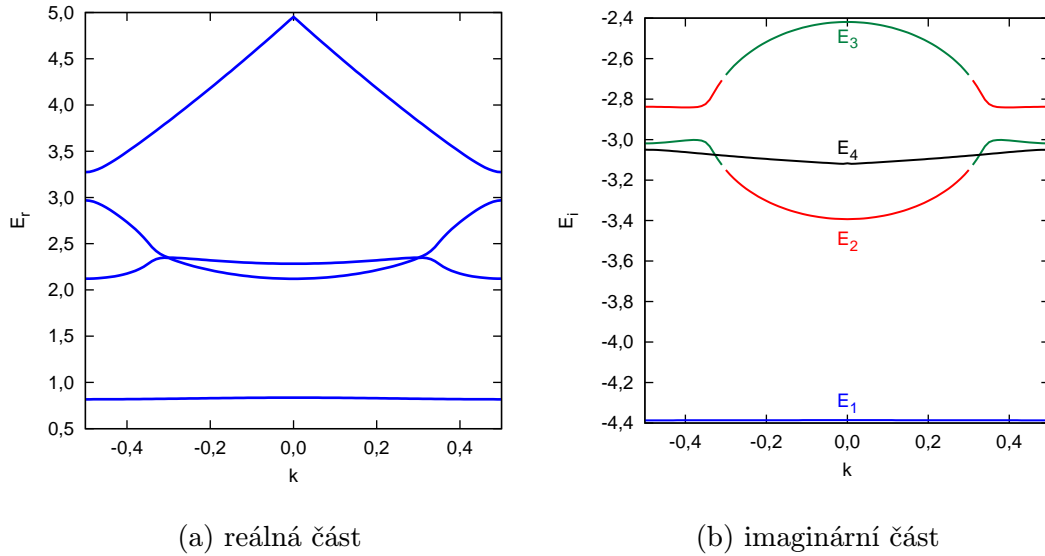 5,0
4,5
4,0
3,5
3,0
2,5
2,0
1,5
1,0
0,5
E_r
-0,4 -0,2 0,0 0,2 0,4
k
(a) reálná část
-2,4
-2,6
-2,8
-3,0
-3,2
-3,4
-3,6
-3,8
-4,0
-4,2
-4,4
E_i
E_3
E_4
E_2
E_1
-0,4 -0,2 0,0 0,2 0,4
k
(b) imaginární část